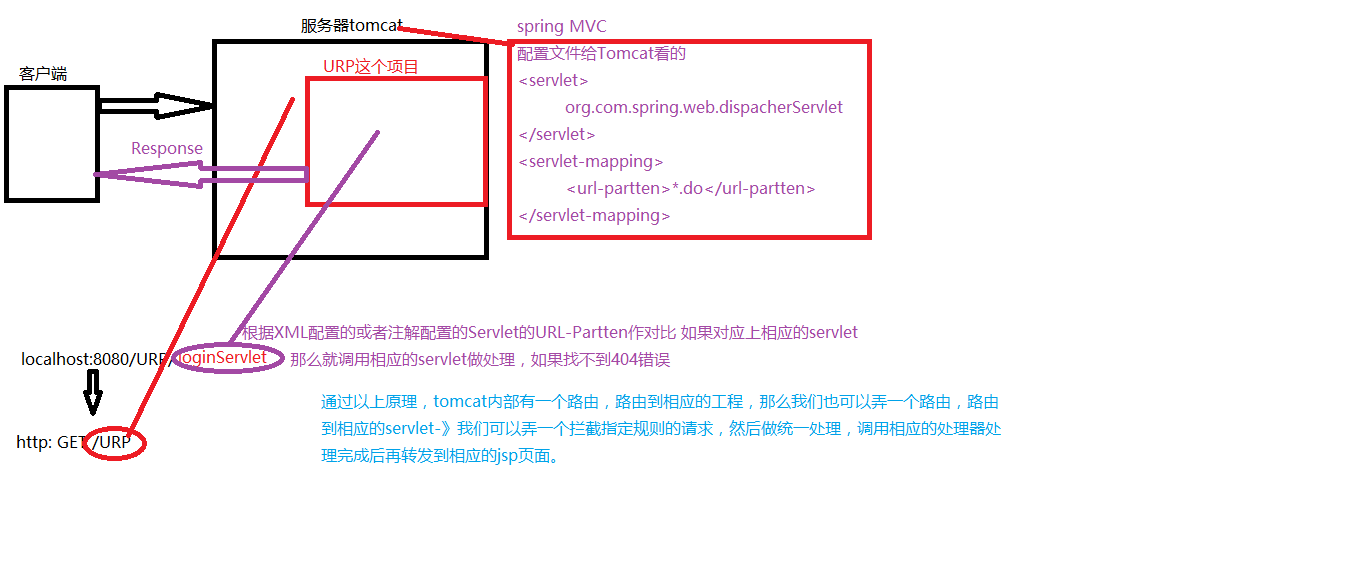 服务器tomcat
spring MVC
配置文件给Tomcat看的
<servlet>
org.com.spring.web.dispacherServlet
</servlet>
<servlet-mapping>
<url-partten>*.do</url-partten>
</servlet-mapping>
客户端
URP这个项目
Response
根据XML配置的或者注解配置的Servlet的URL-Partten作对比 如果对应上相应的servlet
localhost:8080/URP/loginServlet
那么就调用相应的servlet做处理，如果找不到404错误
通过以上原理，tomcat内部有一个路由，路由到相应的工程，那么我们也可以弄一个路由，路由
到相应的servlet-》我们可以弄一个拦截指定规则的请求，然后做统一处理，调用相应的处理器处
理完成后再转发到相应的jsp页面。
http: GET /URP